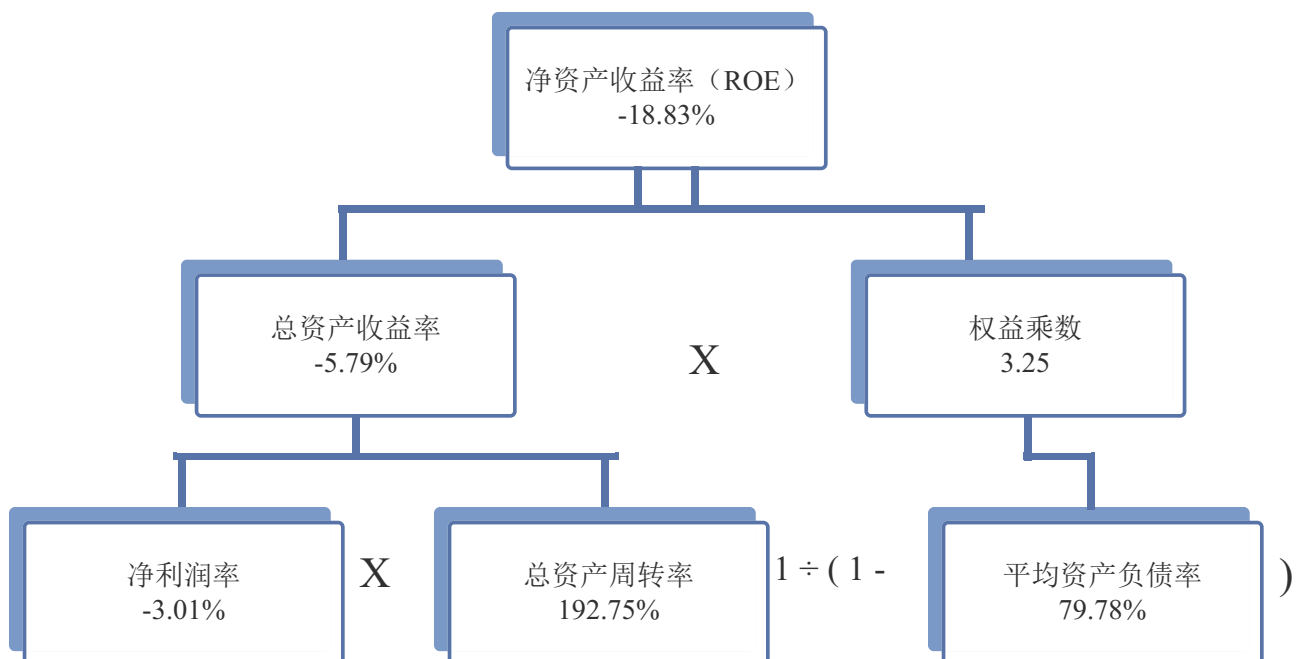 净资产收益率（ROE）
-18.83%
总资产收益率
-5.79%
X
权益乘数
3.25
净利润率
-3.01%
X
总资产周转率
192.75%
1 ÷ ( 1 -
平均资产负债率
79.78%
)